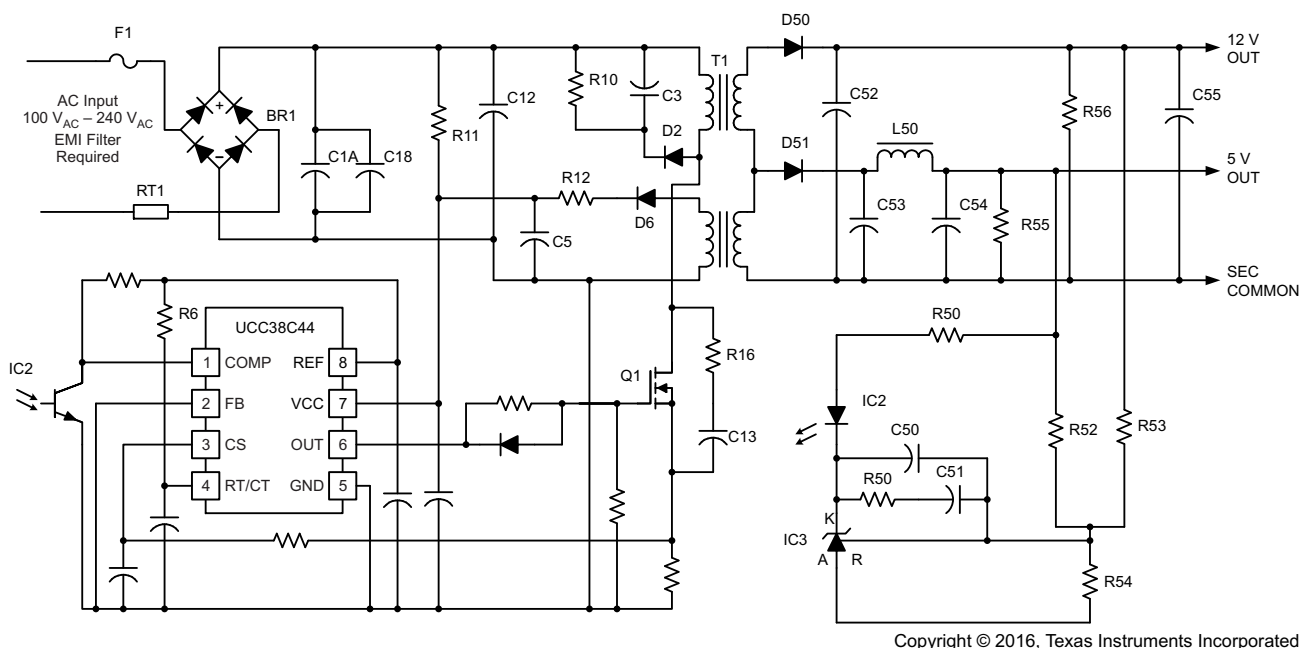 F1
AC Input
100 VAC – 240 VAC
EMI Filter
Required
RT1
BR1
+
–
C1A
C18
R11
C12
R10
C3
D2
T1
R12
D6
C5
D50
12 V
OUT
C52
R56
C55
D51
L50
5 V
OUT
C53
C54
R55
SEC
COMMON
R6
UCC38C44
IC2
1 COMP REF 8
2 FB VCC 7
3 CS OUT 6
4 RT/CT GND 5
Q1
R16
C13
R50
IC2
C50
R52
R53
C51
R50
K
IC3
A R
R54
Copyright © 2016, Texas Instruments Incorporated